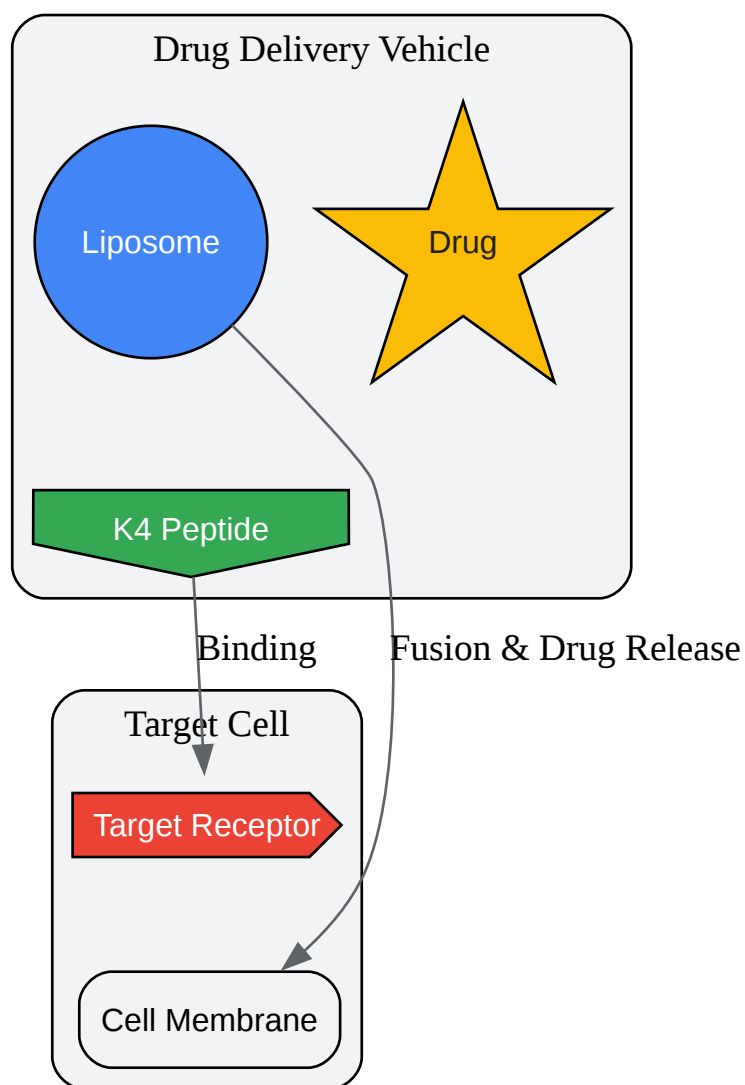 Drug Delivery Vehicle
Liposome
Drug
K4 Peptide
Binding
Fusion & Drug Release
Target Cell
Target Receptor
Cell Membrane